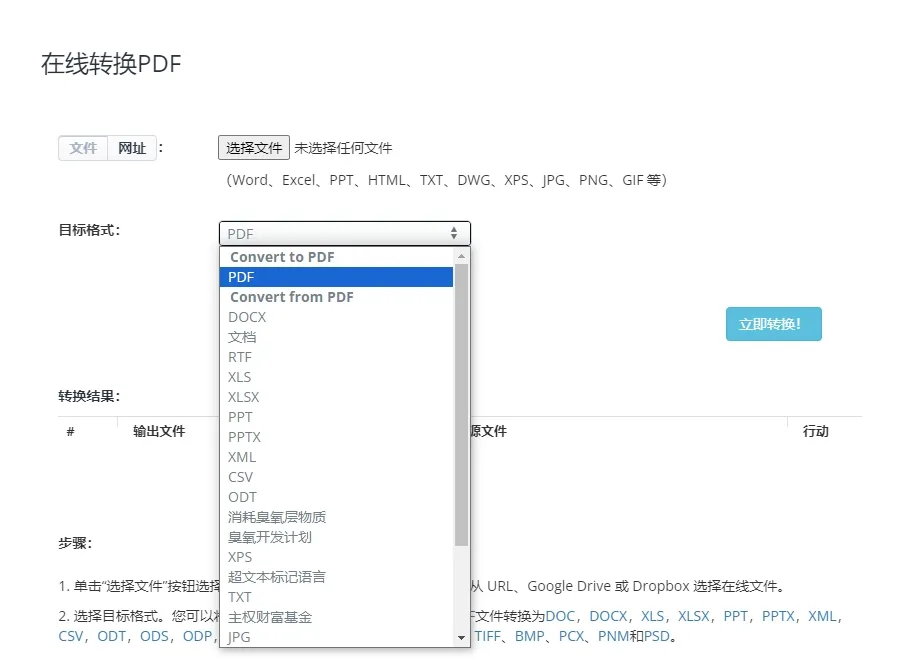 在线转换PDF
文件 网址 : 选择文件 未选择任何文件
（Word、Excel、PPT、HTML、TXT、DWG、XPS、JPG、PNG、GIF 等）
目标格式: PDF
Convert to PDF
PDF
Convert from PDF
DOCX
文档
RTF
XLS
XLSX
PPT
PPTX
XML
CSV
ODT
消耗臭氧层物质
臭氧开发计划
XPS
超文本标记语言
TXT
主权财富基金
JPG
立即转换！
转换结果:
# 输出文件 源文件 行动
步骤:
1. 单击“选择文件”按钮选择 从 URL、Google Drive 或 Dropbox 选择在线文件。
2. 选择目标格式。您可以将 文件转换为DOC，DOCX，XLS，XLSX，PPT，PPTX，XML，
CSV，ODT，ODS，ODP， TIFF、BMP、PCX、PNM和PSD。